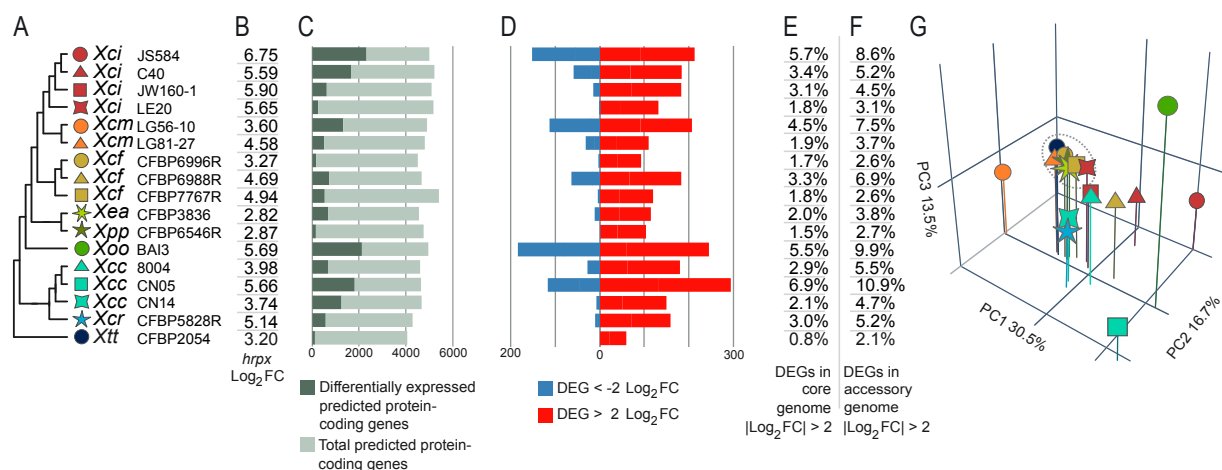 A B C D E F G
Xci JS584 6.75 5.7% 8.6%
Xci C40 5.59 3.4% 5.2%
Xci JW160-1 5.90 3.1% 4.5%
Xci LE20 5.65 1.8% 3.1%
Xcm LG56-10 3.60 4.5% 7.5%
Xcm LG81-27 4.58 1.9% 3.7%
Xcf CFBP6996R 3.27 1.7% 2.6%
Xcf CFBP6988R 4.69 3.3% 6.9%
Xcf CFBP7767R 4.94 1.8% 2.6%
Xea CFBP3836 2.82 2.0% 3.8%
Xpp CFBP6546R 2.87 1.5% 2.7%
Xoo BAI3 5.69 5.5% 9.9%
Xcc 8004 3.98 2.9% 5.5%
Xcc CN05 5.66 6.9% 10.9%
Xcc CN14 3.74 2.1% 4.7%
Xcr CFBP5828R 5.14 3.0% 5.2%
Xtt CFBP2054 3.20 0.8% 2.1%
hrpx
Log2FC
0 2000 4000 6000
Differentially expressed
predicted protein-
coding genes
Total predicted protein-
coding genes
200 0 300
DEG < -2 Log2FC
DEG > 2 Log2FC
DEGs in
core
genome
|Log2FC| > 2
DEGs in
accessory
genome
|Log2FC| > 2
PC3 13.5%
PC1 30.5%
PC2 16.7%